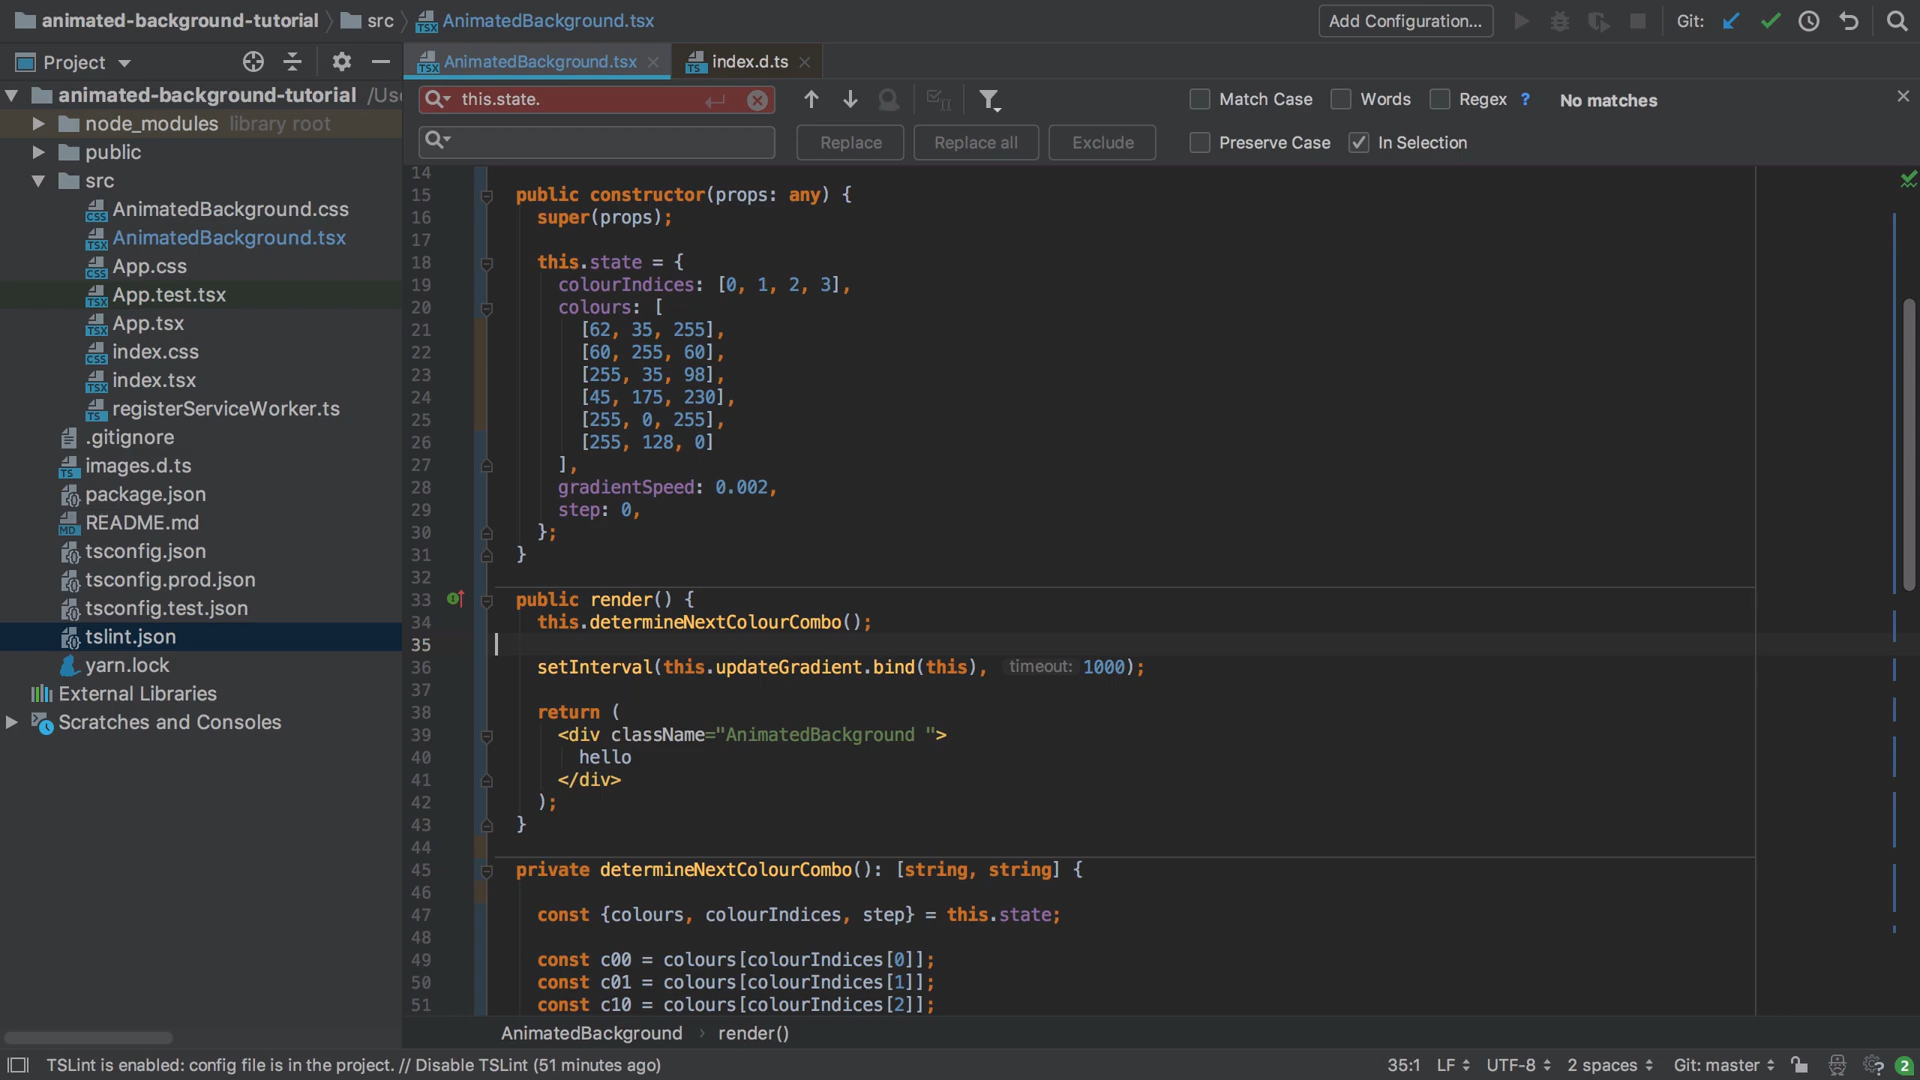 animated-background-tutorial src AnimatedBackground.tsx Add Configuration... Git:
Project
AnimatedBackground.tsx index.d.ts
animated-background-tutorial
this.state. Match Case Words Regex ? No matches
node_modules library root
Replace Replace all Exclude Preserve Case In Selection
public
src
AnimatedBackground.css
AnimatedBackground.tsx
App.css
App.test.tsx
App.tsx
index.css
index.tsx
registerServiceWorker.ts
.gitignore
images.d.ts
package.json
README.md
tsconfig.json
tsconfig.prod.json
tsconfig.test.json
tslint.json
yarn.lock
External Libraries
Scratches and Consoles
14
15 public constructor(props: any) {
16 super(props);
17
18 this.state = {
19 colourIndices: [0, 1, 2, 3],
20 colours: [
21 [62, 35, 255],
22 [60, 255, 60],
23 [255, 35, 98],
24 [45, 175, 230],
25 [255, 0, 255],
26 [255, 128, 0]
27 ],
28 gradientSpeed: 0.002,
29 step: 0,
30 };
31 }
32
33 public render() {
34 this.determineNextColourCombo();
35
36 setInterval(this.updateGradient.bind(this), timeout: 1000);
37
38 return (
39 <div className="AnimatedBackground ">
40 hello
41 </div>
42 );
43 }
44
45 private determineNextColourCombo(): [string, string] {
46
47 const {colours, colourIndices, step} = this.state;
48
49 const c00 = colours[colourIndices[0]];
50 const c01 = colours[colourIndices[1]];
51 const c10 = colours[colourIndices[2]];
AnimatedBackground › render()
TSLint is enabled: config file is in the project. // Disable TSLint (51 minutes ago) 35:1 LF UTF-8 2 spaces Git: master 2